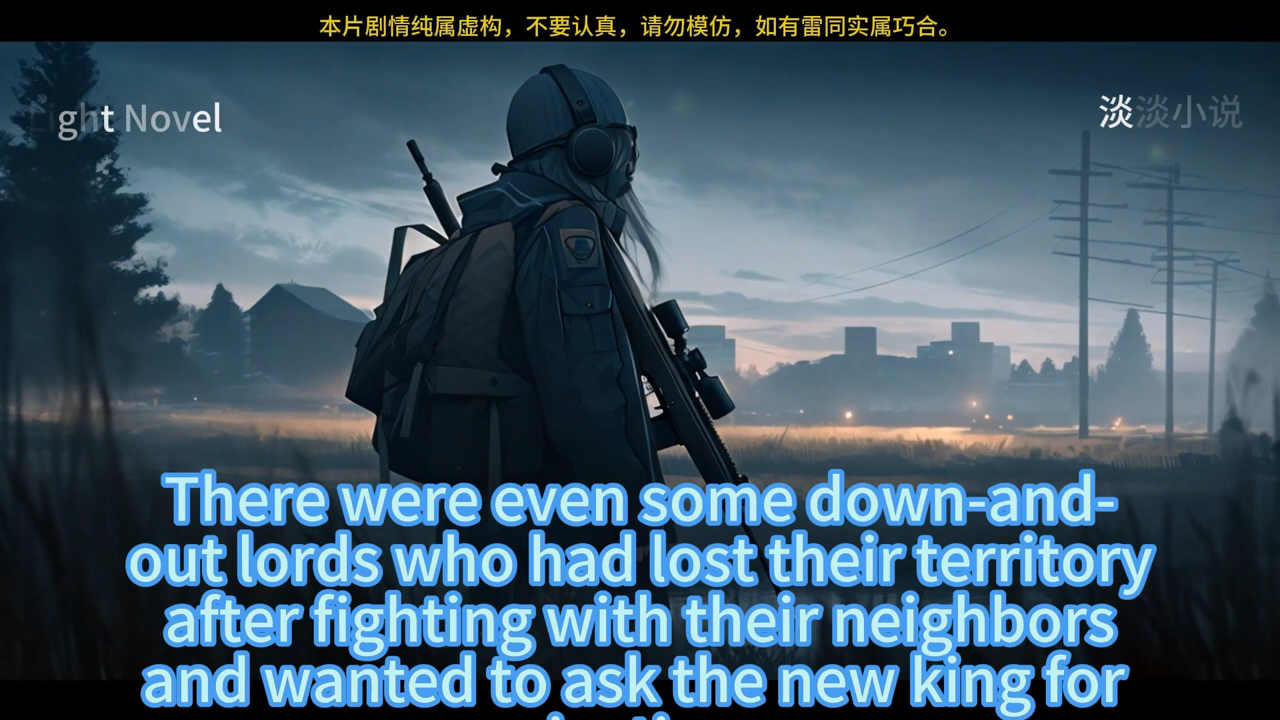 本片剧情纯属虚构，不要认真，请勿模仿，如有雷同实属巧合。
Light Novel
淡淡小说
There were even some down-and-
out lords who had lost their territory
after fighting with their neighbors
and wanted to ask the new king for